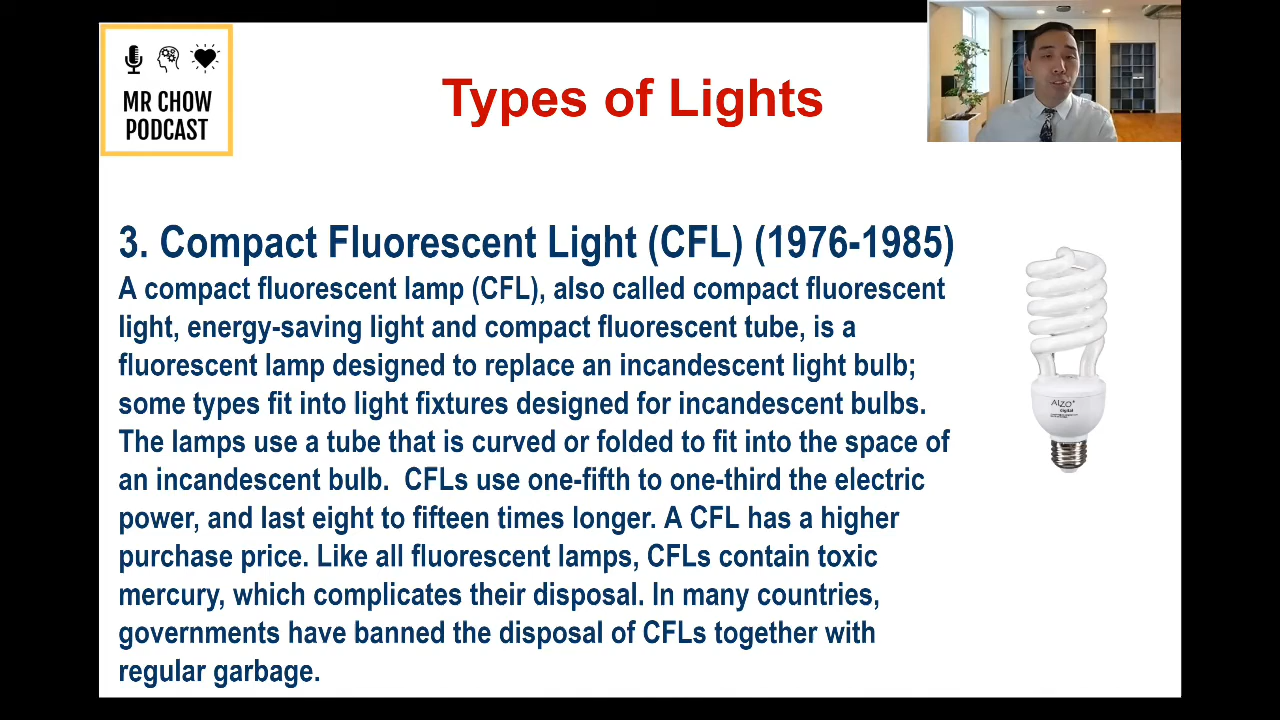 MR CHOW
PODCAST
Types of Lights
3. Compact Fluorescent Light (CFL) (1976-1985)
A compact fluorescent lamp (CFL), also called compact fluorescent
light, energy-saving light and compact fluorescent tube, is a
fluorescent lamp designed to replace an incandescent light bulb;
some types fit into light fixtures designed for incandescent bulbs.
The lamps use a tube that is curved or folded to fit into the space of
an incandescent bulb.  CFLs use one-fifth to one-third the electric
power, and last eight to fifteen times longer. A CFL has a higher
purchase price. Like all fluorescent lamps, CFLs contain toxic
mercury, which complicates their disposal. In many countries,
governments have banned the disposal of CFLs together with
regular garbage.
ALZO
digital